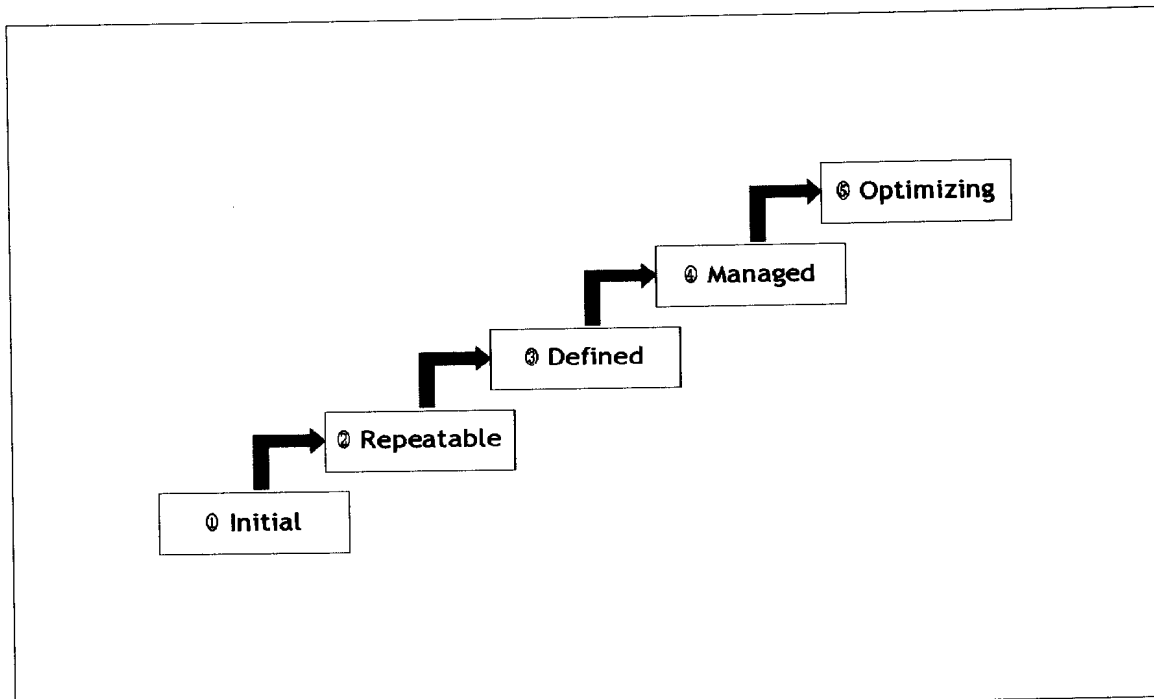 ⑤ Optimizing
④ Managed
③ Defined
② Repeatable
① Initial